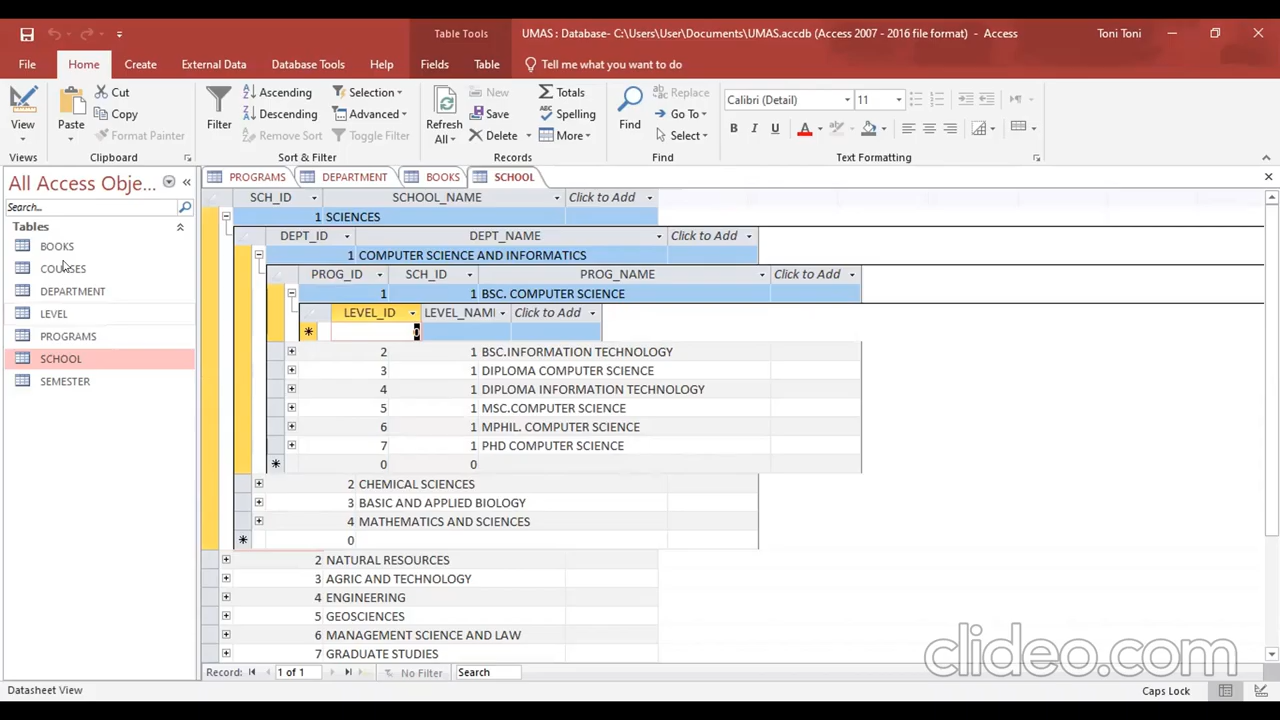 Table Tools
UMAS : Database- C:\Users\User\Documents\UMAS.accdb (Access 2007 - 2016 file format) - Access
Toni Toni
File Home Create External Data Database Tools Help Fields Table Tell me what you want to do
View
Views
Paste
Cut
Copy
Format Painter
Clipboard
Filter
Ascending
Descending
Remove Sort
Selection
Advanced
Toggle Filter
Sort & Filter
Refresh
All
New
Save
Delete
Totals
Spelling
More
Records
Find
Replace
Go To
Select
Find
Calibri (Detail) 11
B I U A
Text Formatting
All Access Obje...
Search...
Tables
BOOKS
COURSES
DEPARTMENT
LEVEL
PROGRAMS
SCHOOL
SEMESTER
PROGRAMS DEPARTMENT BOOKS SCHOOL
SCH_ID SCHOOL_NAME Click to Add
1 SCIENCES
DEPT_ID DEPT_NAME Click to Add
1 COMPUTER SCIENCE AND INFORMATICS
PROG_ID SCH_ID PROG_NAME Click to Add
1 1 BSC. COMPUTER SCIENCE
LEVEL_ID LEVEL_NAMI Click to Add
0
2 1 BSC.INFORMATION TECHNOLOGY
3 1 DIPLOMA COMPUTER SCIENCE
4 1 DIPLOMA INFORMATION TECHNOLOGY
5 1 MSC.COMPUTER SCIENCE
6 1 MPHIL. COMPUTER SCIENCE
7 1 PHD COMPUTER SCIENCE
0 0
2 CHEMICAL SCIENCES
3 BASIC AND APPLIED BIOLOGY
4 MATHEMATICS AND SCIENCES
0
2 NATURAL RESOURCES
3 AGRIC AND TECHNOLOGY
4 ENGINEERING
5 GEOSCIENCES
6 MANAGEMENT SCIENCE AND LAW
7 GRADUATE STUDIES
Record: 1 of 1 No Filter Search
Datasheet View
Caps Lock
clideo.com